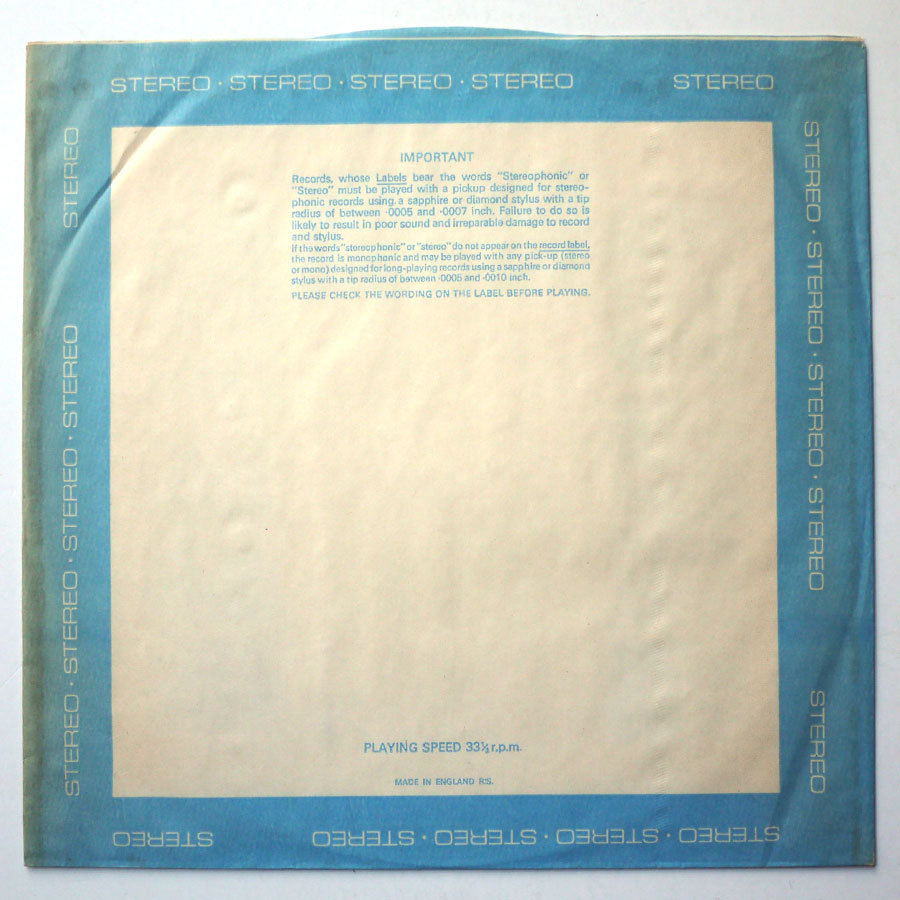 STEREO · STEREO · STEREO · STEREO STEREO
IMPORTANT
Records, whose Labels bear the words "Stereophonic" or
"Stereo" must be played with a pickup designed for stereo-
phonic records using a sapphire or diamond stylus with a tip
radius of between ·0005 and ·0007 inch. Failure to do so is
likely to result in poor sound and irreparable damage to record
and stylus.
If the words "stereophonic" or "stereo" do not appear on the record label,
the record is monophonic and may be played with any pick-up (stereo
or mono) designed for long-playing records using a sapphire or diamond
stylus with a tip radius of between ·0005 and ·0010 inch.
PLEASE CHECK THE WORDING ON THE LABEL BEFORE PLAYING.
PLAYING SPEED 33⅓ r.p.m.
MADE IN ENGLAND R.S.
STEREO · STEREO · STEREO · STEREO STEREO
STEREO · STEREO · STEREO · STEREO STEREO
STEREO · STEREO · STEREO · STEREO STEREO